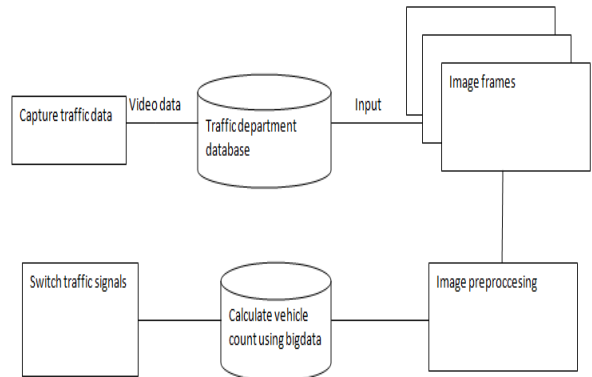 Capture traffic data
Video data
Traffic department
database
Input
Image frames
Switch traffic signals
Calculate vehicle
count using bigdata
Image preproccesing